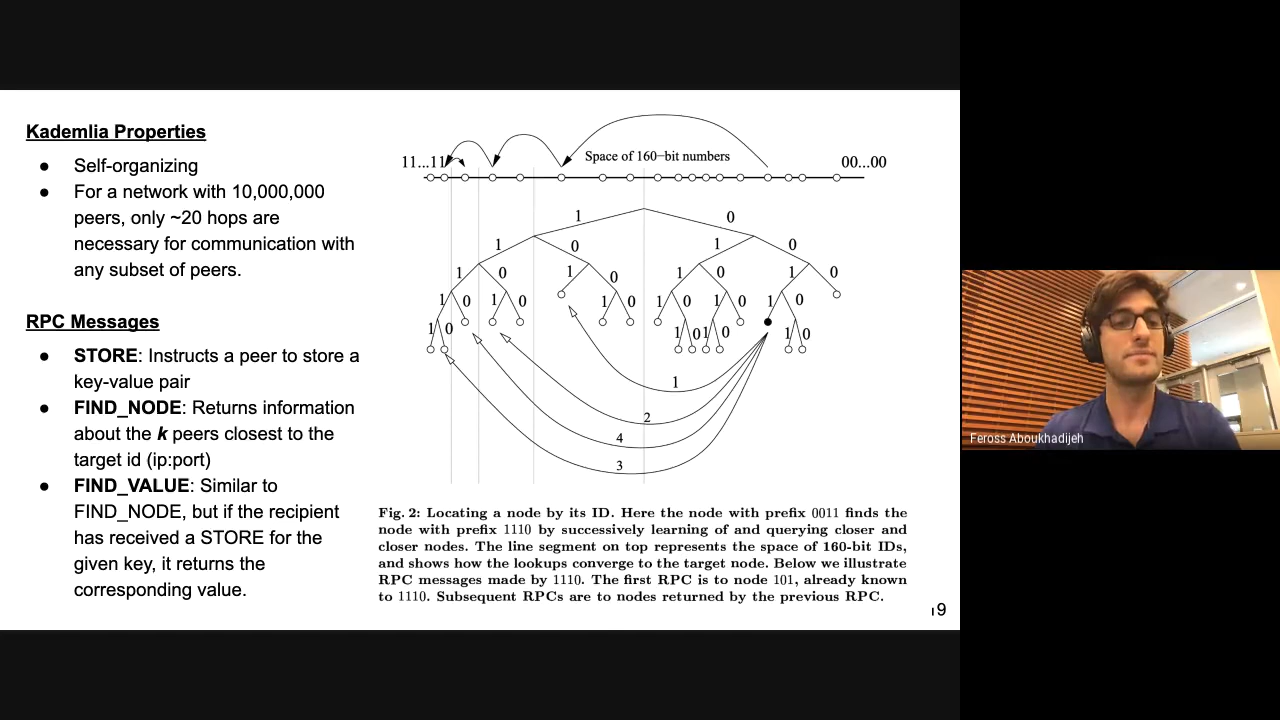 Kademlia Properties
● Self-organizing
● For a network with 10,000,000
peers, only ~20 hops are
necessary for communication with
any subset of peers.
RPC Messages
● STORE: Instructs a peer to store a
key-value pair
● FIND_NODE: Returns information
about the k peers closest to the
target id (ip:port)
● FIND_VALUE: Similar to
FIND_NODE, but if the recipient
has received a STORE for the
given key, it returns the
corresponding value.
11...11 Space of 160−bit numbers 00...00
1 0
1 0 1 0
1 0 1 0 1 0 1 0
1 0 1 0 1 0 1 0 1 0 1 0
1 0 1 0 1 0 1 0
1
2
4
3
Fig. 2: Locating a node by its ID. Here the node with prefix 0011 finds the
node with prefix 1110 by successively learning of and querying closer and
closer nodes. The line segment on top represents the space of 160-bit IDs,
and shows how the lookups converge to the target node. Below we illustrate
RPC messages made by 1110. The first RPC is to node 101, already known
to 1110. Subsequent RPCs are to nodes returned by the previous RPC.
19
Feross Aboukhadijeh